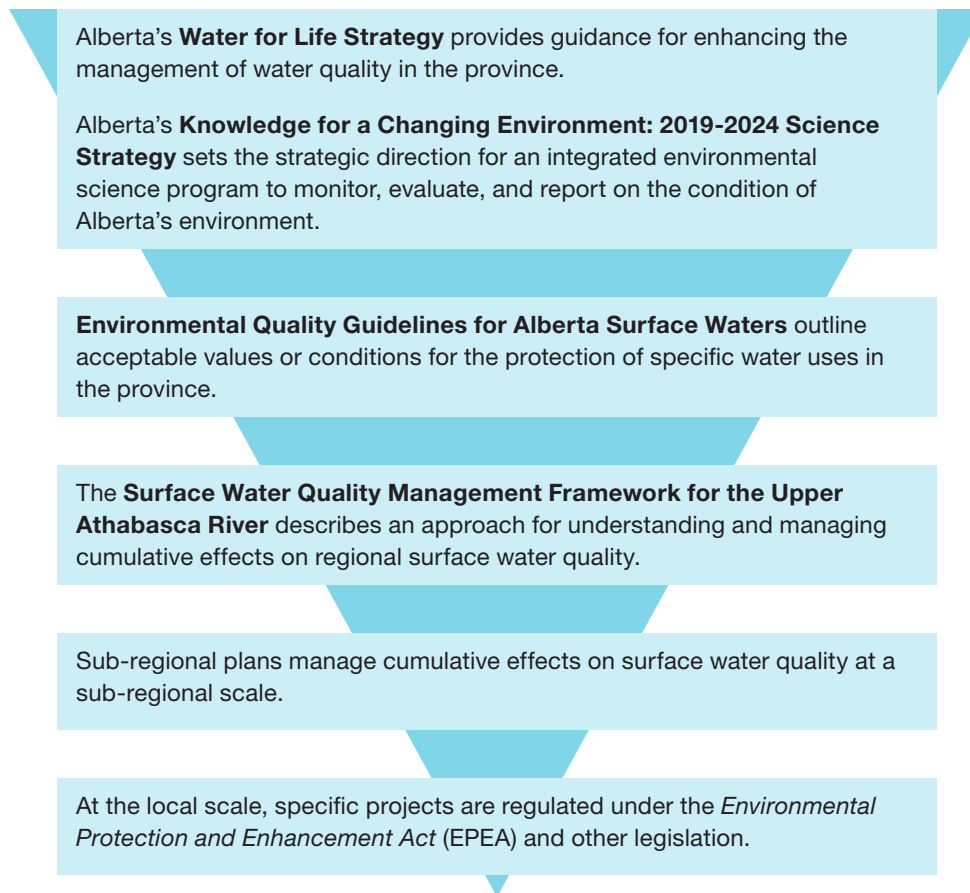 Alberta’s Water for Life Strategy provides guidance for enhancing the
management of water quality in the province.
Alberta’s Knowledge for a Changing Environment: 2019-2024 Science
Strategy sets the strategic direction for an integrated environmental
science program to monitor, evaluate, and report on the condition of
Alberta’s environment.
Environmental Quality Guidelines for Alberta Surface Waters outline
acceptable values or conditions for the protection of specific water uses in
the province.
The Surface Water Quality Management Framework for the Upper
Athabasca River describes an approach for understanding and managing
cumulative effects on regional surface water quality.
Sub-regional plans manage cumulative effects on surface water quality at a
sub-regional scale.
At the local scale, specific projects are regulated under the Environmental
Protection and Enhancement Act (EPEA) and other legislation.